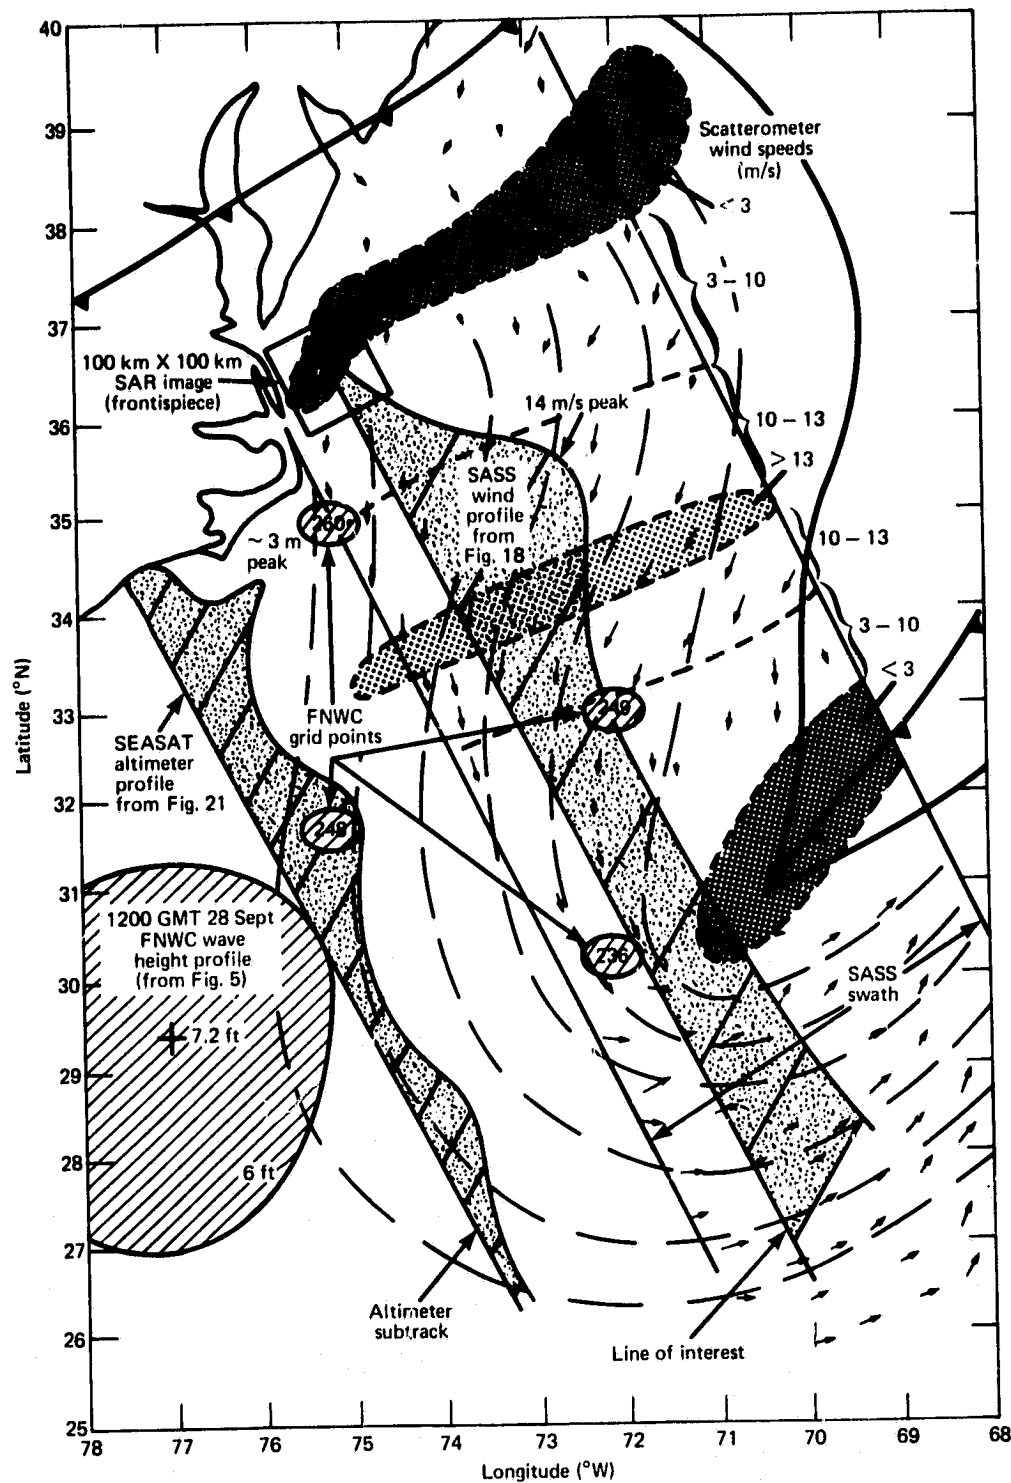 40
39
38
37
36
35
34
33
32
31
30
29
28
27
26
25
Latitude (°N)
78
77
76
75
74
73
72
71
70
69
68
Longitude (°W)
Scatterometer
wind speeds
(m/s)
< 3
3 – 10
10 – 13
> 13
10 – 13
3 – 10
< 3
100 km X 100 km
SAR image
(frontispiece)
14 m/s peak
SASS
wind
profile
from
Fig. 18
260
~ 3 m
peak
FNWC
grid points
SEASAT
altimeter
profile
from Fig. 21
236
1200 GMT 28 Sept
FNWC wave
height profile
(from Fig. 5)
7.2 ft
6 ft
SASS
swath
Altimeter
subtrack
Line of interest